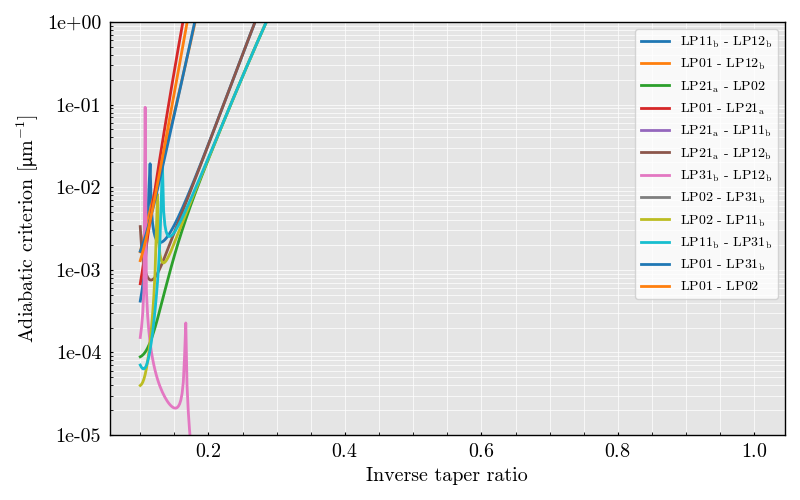 1e+00
1e-01
1e-02
1e-03
1e-04
1e-05
Adiabatic criterion [µm⁻¹]
0.2 0.4 0.6 0.8 1.0
Inverse taper ratio
LP11b - LP12b
LP01 - LP12b
LP21a - LP02
LP01 - LP21a
LP21a - LP11b
LP21a - LP12b
LP31b - LP12b
LP02 - LP31b
LP02 - LP11b
LP11b - LP31b
LP01 - LP31b
LP01 - LP02